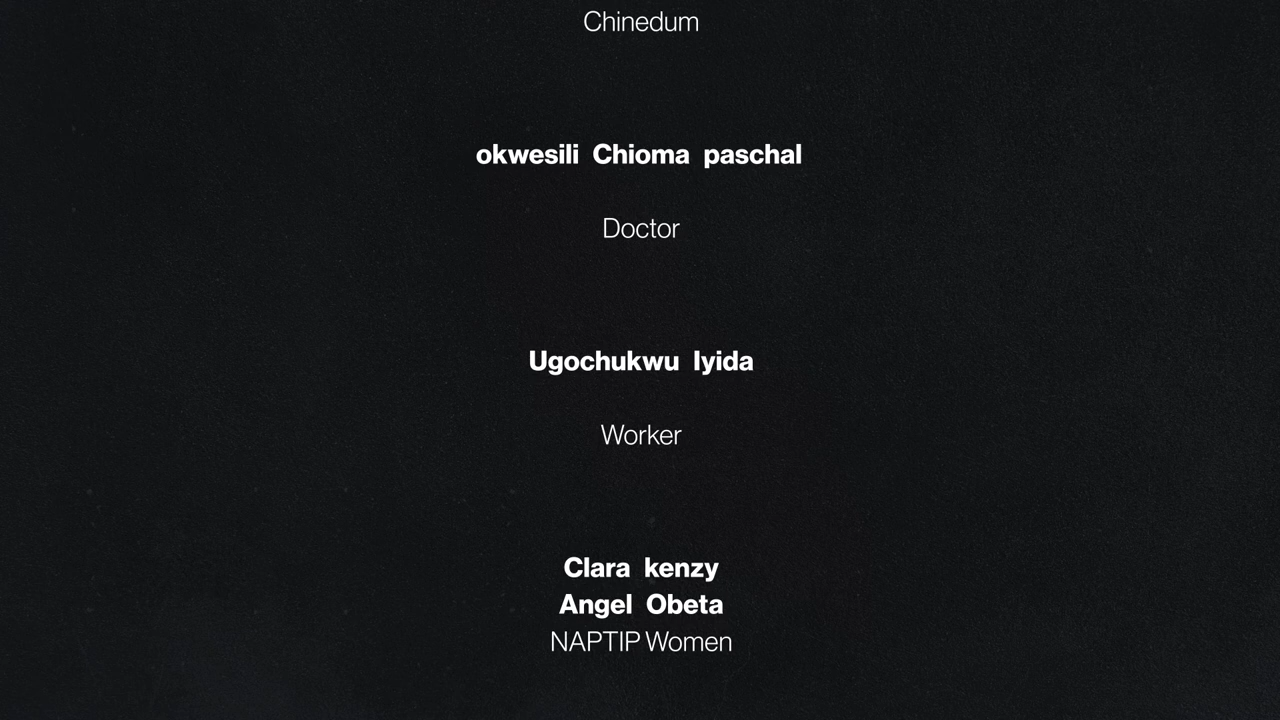 Chinedum
okwesili Chioma paschal
Doctor
Ugochukwu Iyida
Worker
Clara kenzy
Angel Obeta
NAPTIP Women